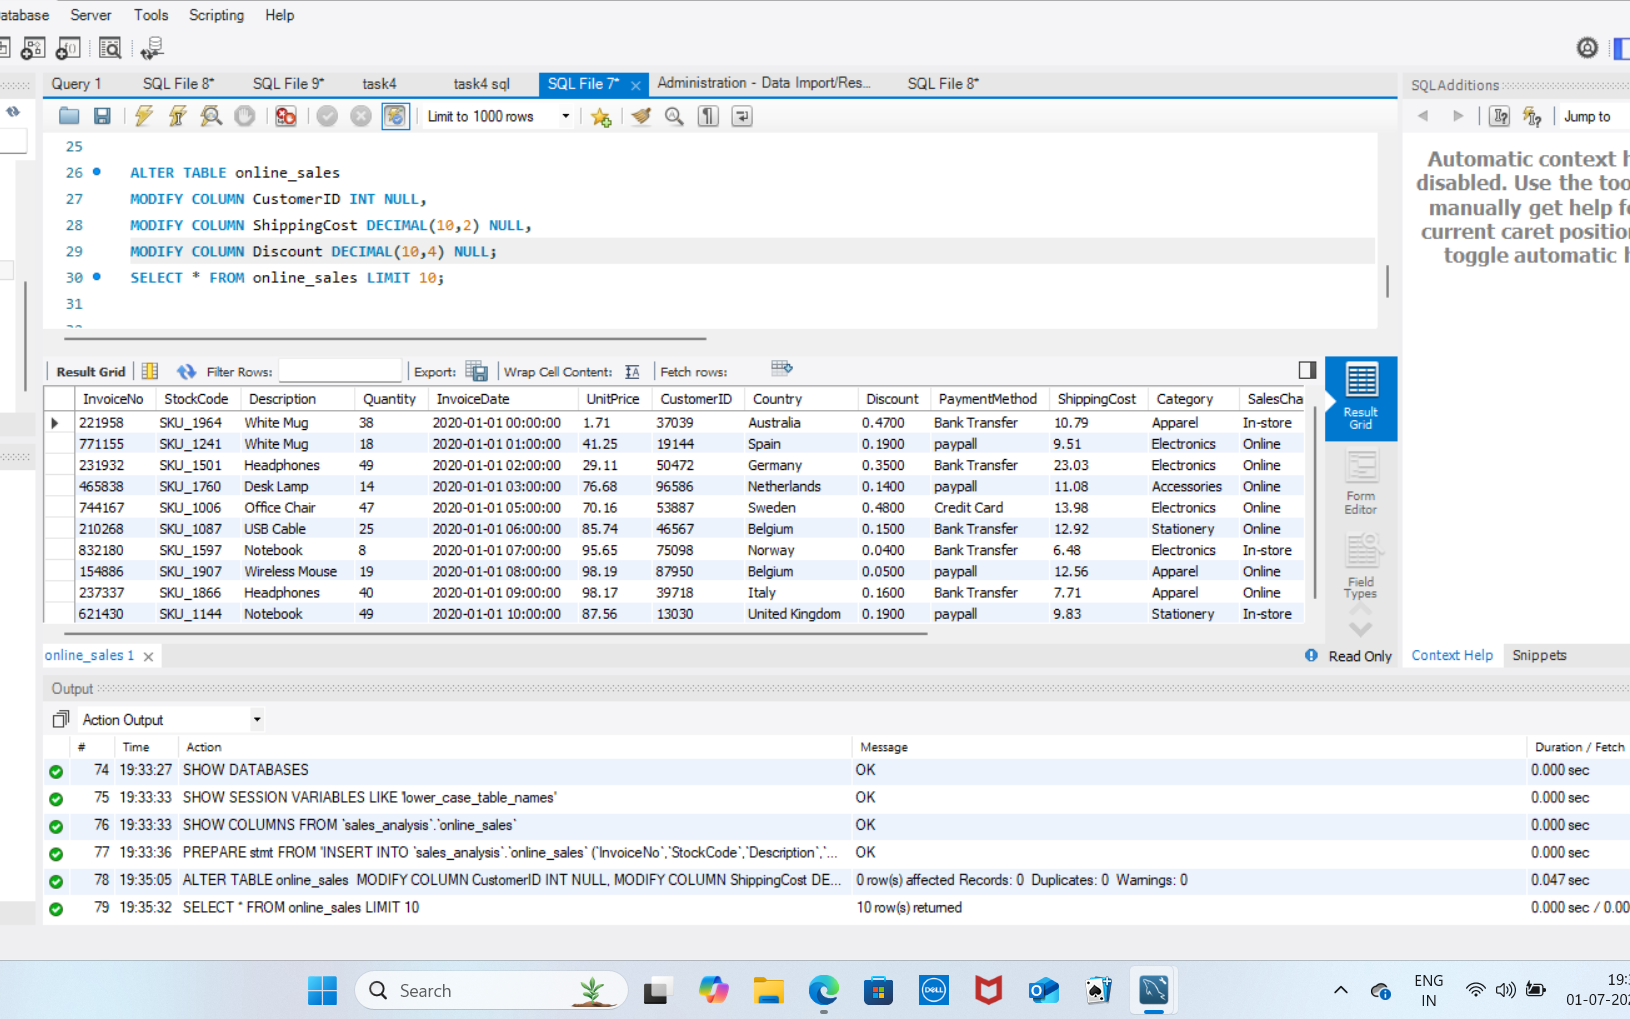 Server Tools Scripting Help
Query 1 SQL File 8* SQL File 9* task4 task4 sql SQL File 7* Administration - Data Import/Res... SQL File 8*
SQLAdditions
Limit to 1000 rows
Jump to
25
26 ALTER TABLE online_sales
27 MODIFY COLUMN CustomerID INT NULL,
28 MODIFY COLUMN ShippingCost DECIMAL(10,2) NULL,
29 MODIFY COLUMN Discount DECIMAL(10,4) NULL;
30 SELECT * FROM online_sales LIMIT 10;
31
Automatic context
disabled. Use the
manually get help
current caret
toggle automatic
Result Grid Filter Rows: Export: Wrap Cell Content: Fetch rows:
InvoiceNo StockCode Description Quantity InvoiceDate UnitPrice CustomerID Country Discount PaymentMethod ShippingCost Category SalesCha
221958 SKU_1964 White Mug 38 2020-01-01 00:00:00 1.71 37039 Australia 0.4700 Bank Transfer 10.79 Apparel In-store
771155 SKU_1241 White Mug 18 2020-01-01 01:00:00 41.25 19144 Spain 0.1900 paypall 9.51 Electronics Online
231932 SKU_1501 Headphones 49 2020-01-01 02:00:00 29.11 50472 Germany 0.3500 Bank Transfer 23.03 Electronics Online
465838 SKU_1760 Desk Lamp 14 2020-01-01 03:00:00 76.68 96586 Netherlands 0.1400 paypall 11.08 Accessories Online
744167 SKU_1006 Office Chair 47 2020-01-01 05:00:00 70.16 53887 Sweden 0.4800 Credit Card 13.98 Electronics Online
210268 SKU_1087 USB Cable 25 2020-01-01 06:00:00 85.74 46567 Belgium 0.1500 Bank Transfer 12.92 Stationery Online
832180 SKU_1597 Notebook 8 2020-01-01 07:00:00 95.65 75098 Norway 0.0400 Bank Transfer 6.48 Electronics In-store
154886 SKU_1907 Wireless Mouse 19 2020-01-01 08:00:00 98.19 87950 Belgium 0.0500 paypall 12.56 Apparel Online
237337 SKU_1866 Headphones 40 2020-01-01 09:00:00 98.17 39718 Italy 0.1600 Bank Transfer 7.71 Apparel Online
621430 SKU_1144 Notebook 49 2020-01-01 10:00:00 87.56 13030 United Kingdom 0.1900 paypall 9.83 Stationery In-store
Result
Grid
Form
Editor
Field
Types
online_sales 1
Read Only
Context Help Snippets
Output
Action Output
# Time Action Message Duration / Fetch
74 19:33:27 SHOW DATABASES OK 0.000 sec
75 19:33:33 SHOW SESSION VARIABLES LIKE 'lower_case_table_names' OK 0.000 sec
76 19:33:33 SHOW COLUMNS FROM `sales_analysis`.`online_sales` OK 0.000 sec
77 19:33:36 PREPARE stmt FROM 'INSERT INTO `sales_analysis`.`online_sales` (`InvoiceNo`,`StockCode`,`Description`,`... OK 0.000 sec
78 19:35:05 ALTER TABLE online_sales MODIFY COLUMN CustomerID INT NULL, MODIFY COLUMN ShippingCost DE... 0 row(s) affected Records: 0 Duplicates: 0 Warnings: 0 0.047 sec
79 19:35:32 SELECT * FROM online_sales LIMIT 10 10 row(s) returned 0.000 sec / 0.00
Search
DELL
ENG
IN
19:
01-07-202